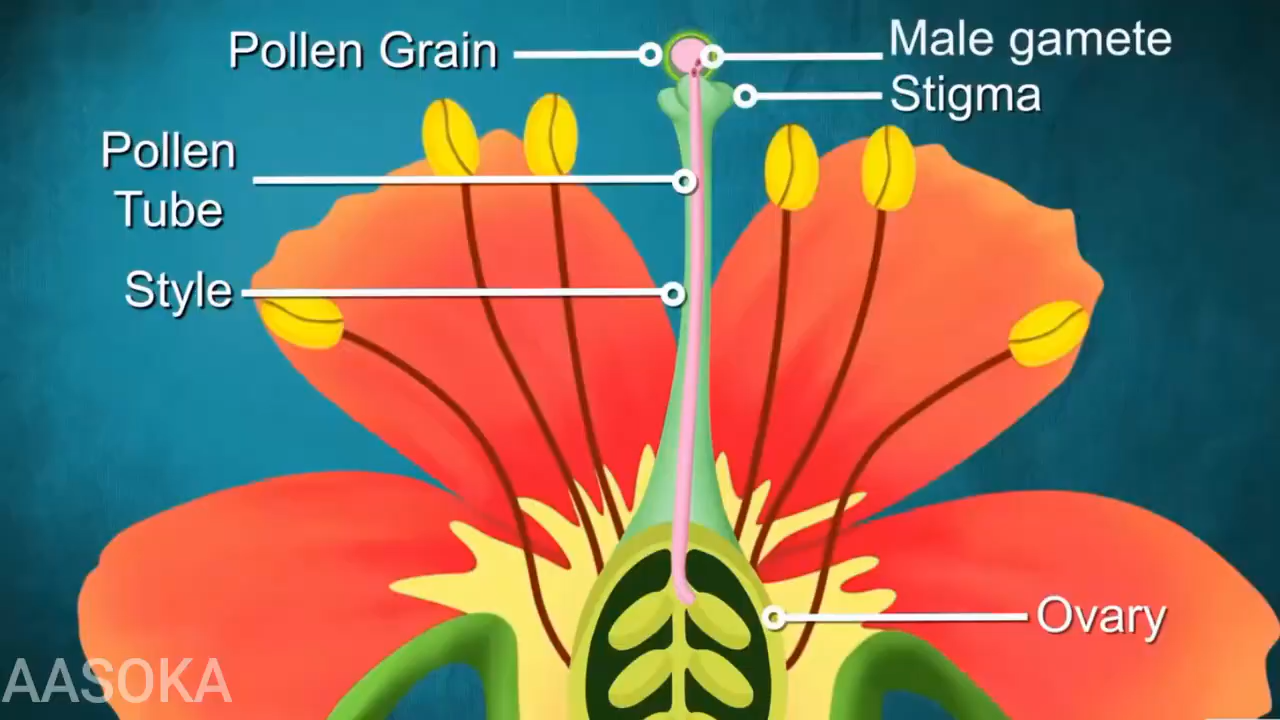 Pollen Grain
Male gamete
Stigma
Pollen
Tube
Style
Ovary
AASOKA